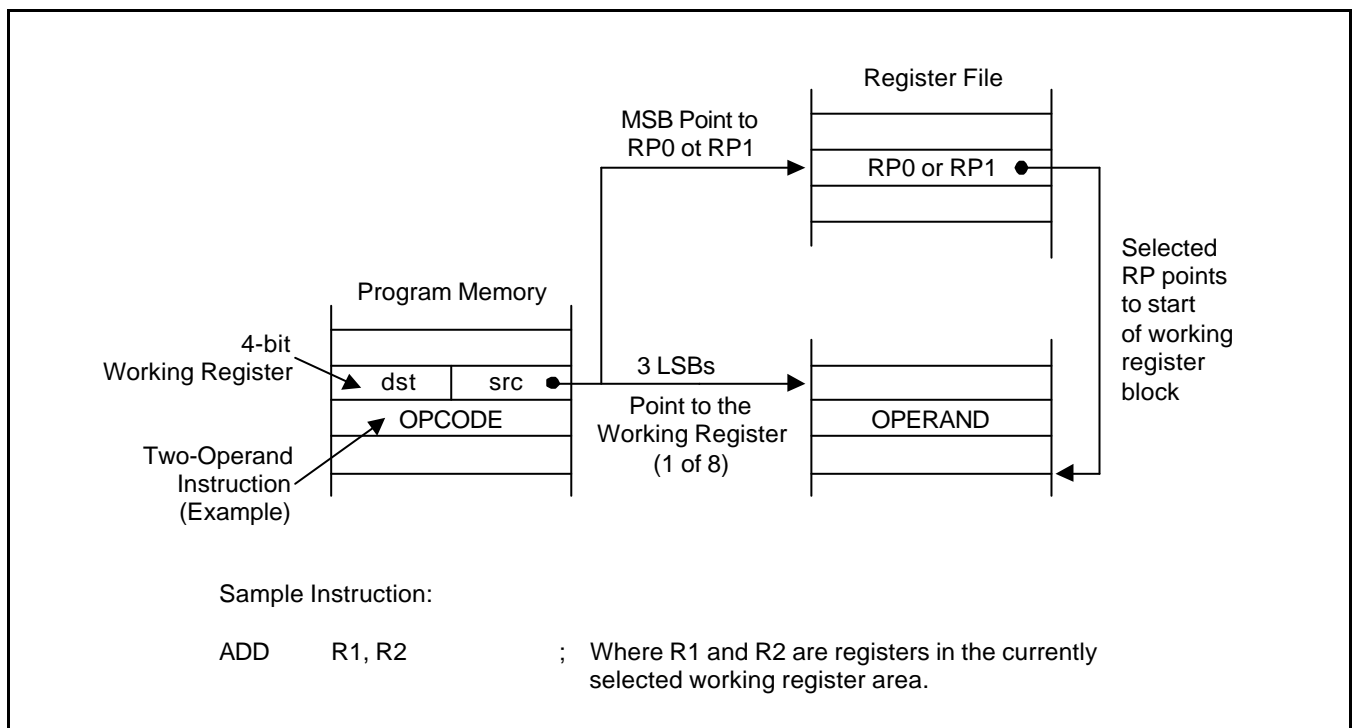 Register File
MSB Point to
RP0 ot RP1
RP0 or RP1
Selected
RP points
to start
of working
register
block
Program Memory
4-bit
Working Register
dst
src
3 LSBs
Point to the
Working Register
(1 of 8)
OPCODE
OPERAND
Two-Operand
Instruction
(Example)
Sample Instruction:
ADD R1, R2 ; Where R1 and R2 are registers in the currently
selected working register area.